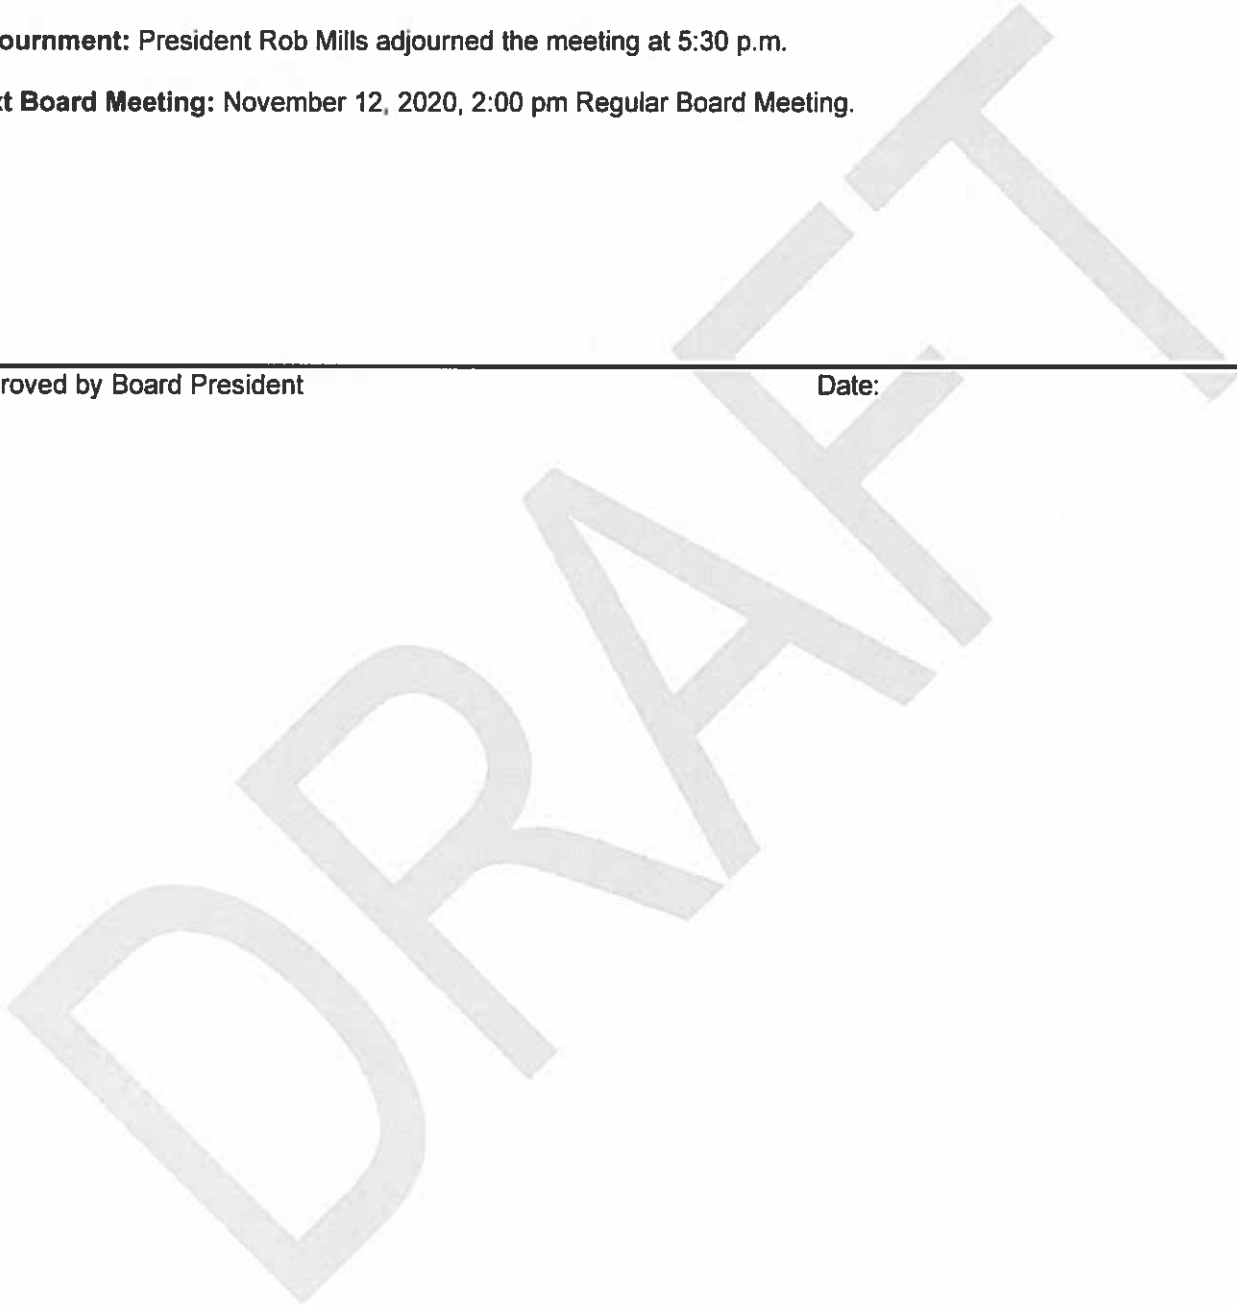 ournment: President Rob Mills adjourned the meeting at 5:30 p.m.
t Board Meeting: November 12, 2020, 2:00 pm Regular Board Meeting.
roved by Board President Date:
DRAFT